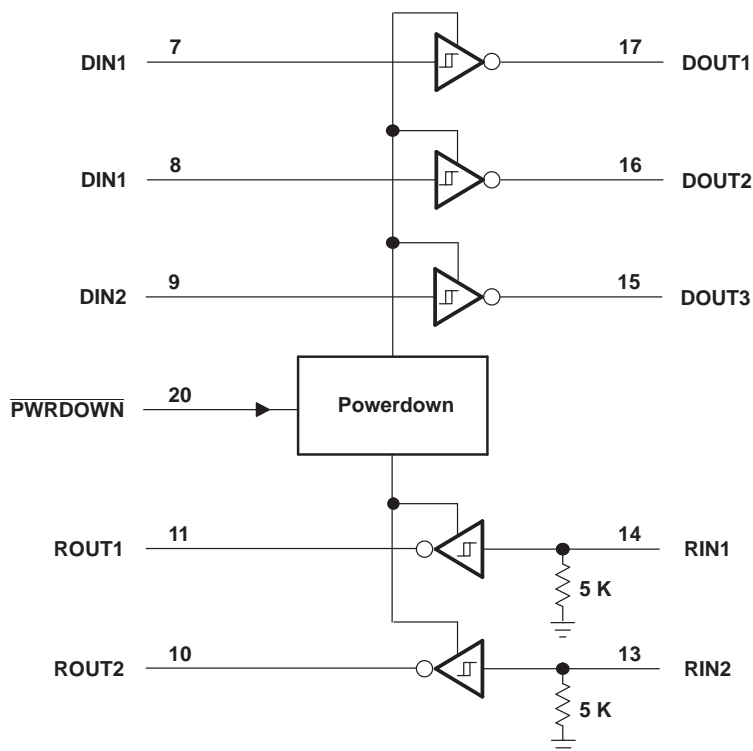 DIN1 7 17 DOUT1
DIN1 8 16 DOUT2
DIN2 9 15 DOUT3
PWRDOWN 20 Powerdown
ROUT1 11 14 RIN1
5 K
ROUT2 10 13 RIN2
5 K